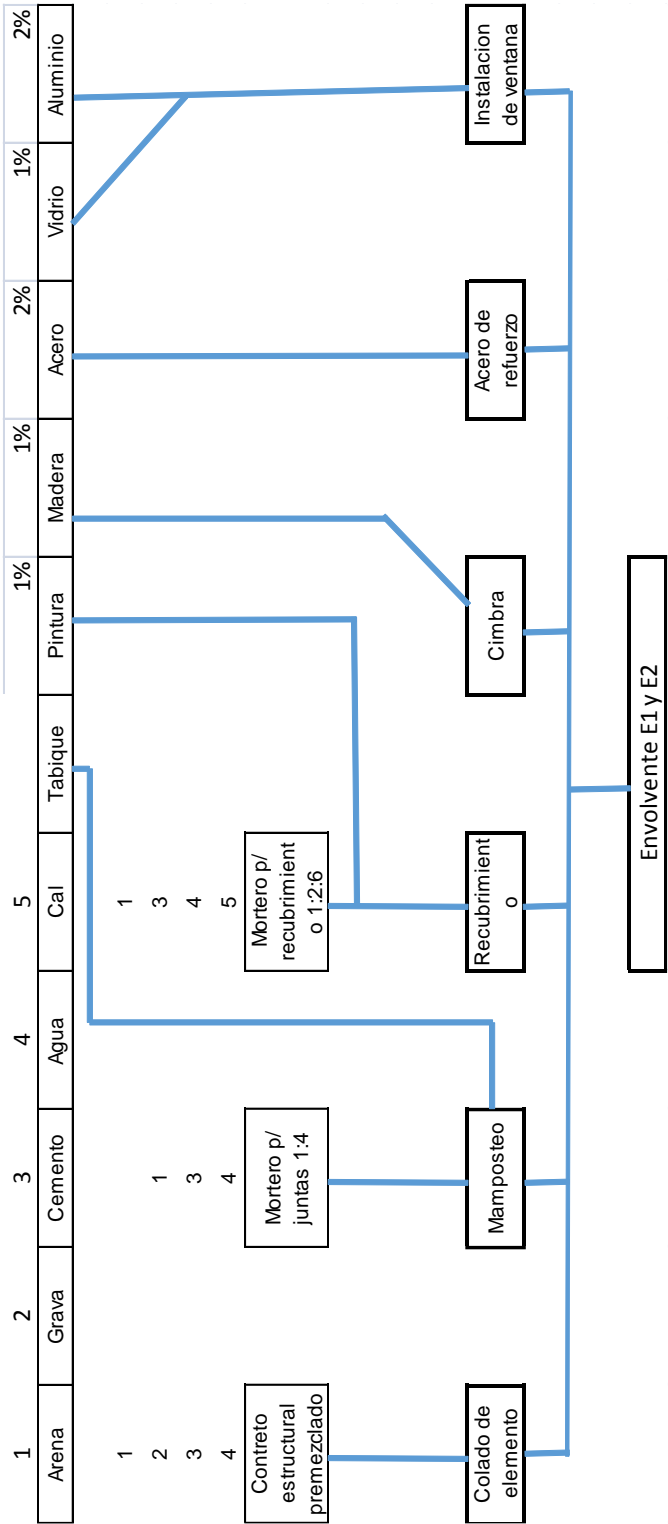 1 2 3 4 5 1% 1% 2% 1% 2%
Arena Grava Cemento Agua Cal Tabique Pintura Madera Acero Vidrio Aluminio
1 1
2 1 3
3 3 4
4 4 5
Contreto
estructural
premezclado
Mortero p/
juntas 1:4
Mortero p/
recubrimient
o 1:2:6
Colado de
elemento
Mamposteo
Recubrimient
o
Cimbra
Acero de
refuerzo
Instalacion
de ventana
Envolvente E1 y E2